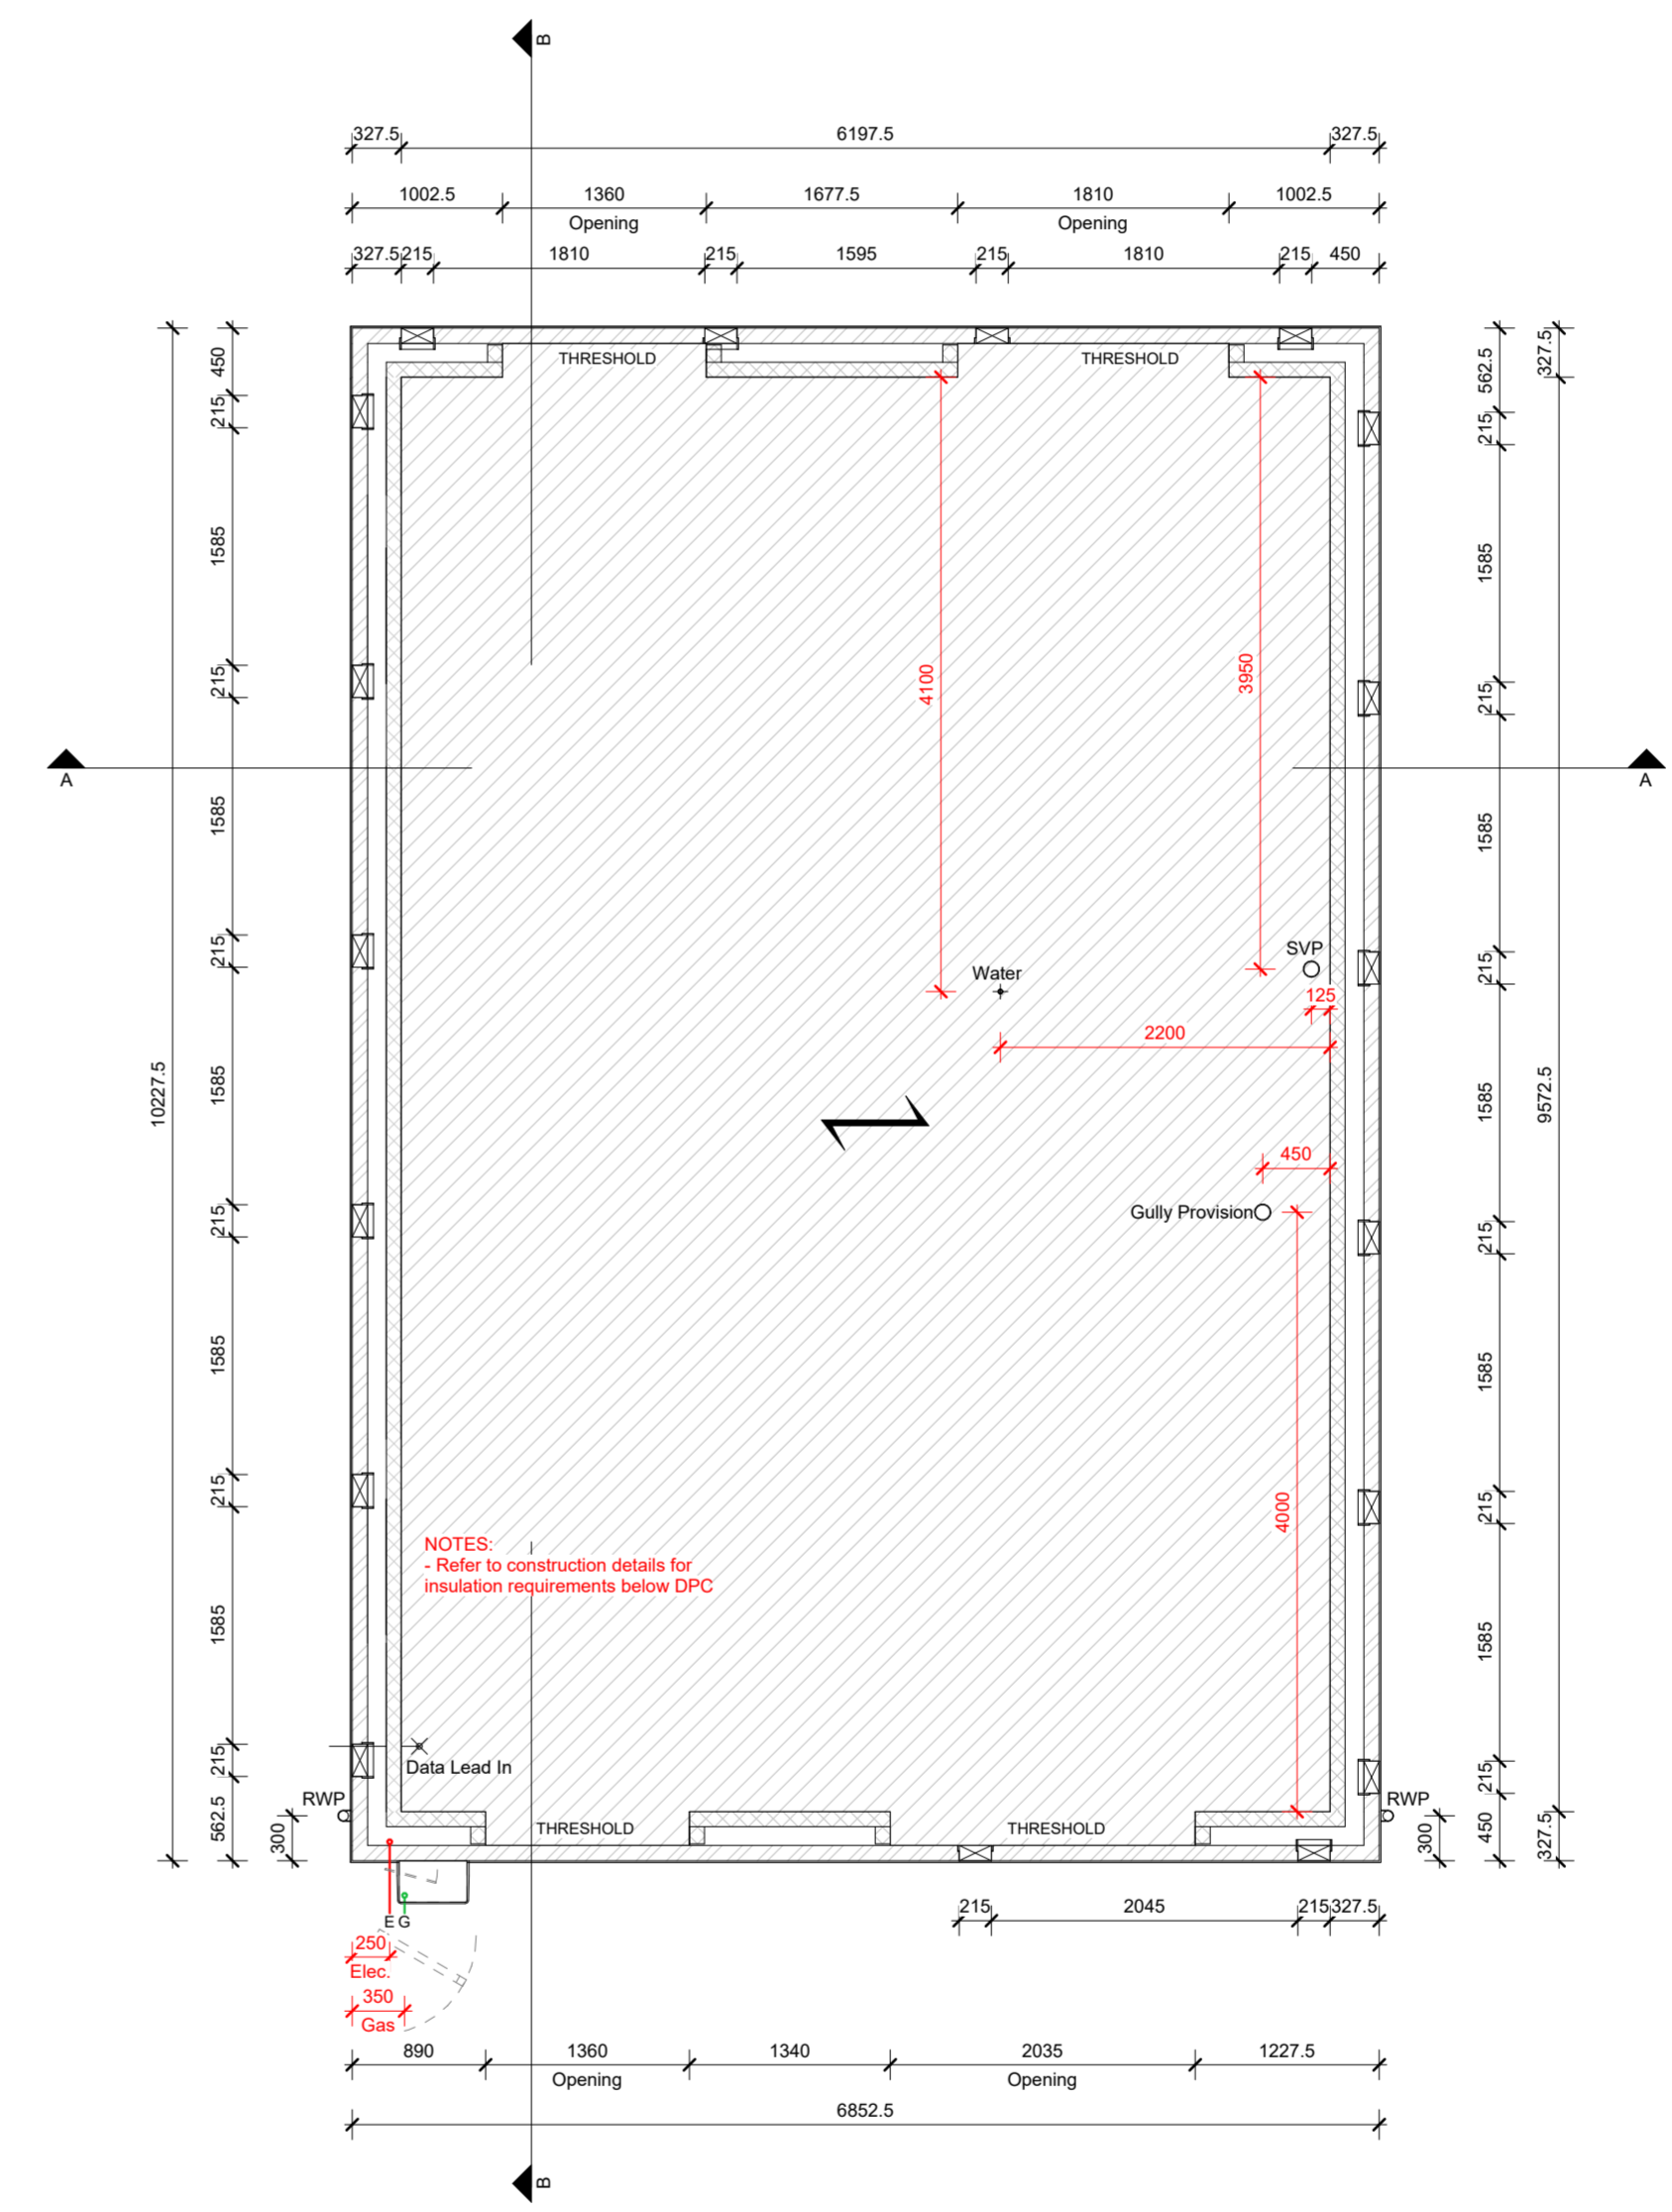 B
327.5 6197.5 327.5
1002.5 1360 1677.5 1810 1002.5
Opening Opening
327.5 215 1810 215 1595 215 1810 215 450
THRESHOLD THRESHOLD
450
215
1585
215
1585
215
1585
215
1585
215
1585
215
562.5
10227.5
300
562.5
215
1585
215
1585
215
1585
215
1585
215
1585
215
450
327.5
9572.5
327.5
300
4100
3950
A A
SVP
Water
125
2200
450
Gully Provision
4000
NOTES:
- Refer to construction details for
insulation requirements below DPC
Data Lead In
RWP RWP
THRESHOLD THRESHOLD
215 2045 215 327.5
E G
250
Elec.
350
Gas
890 1360 1340 2035 1227.5
Opening Opening
6852.5
B